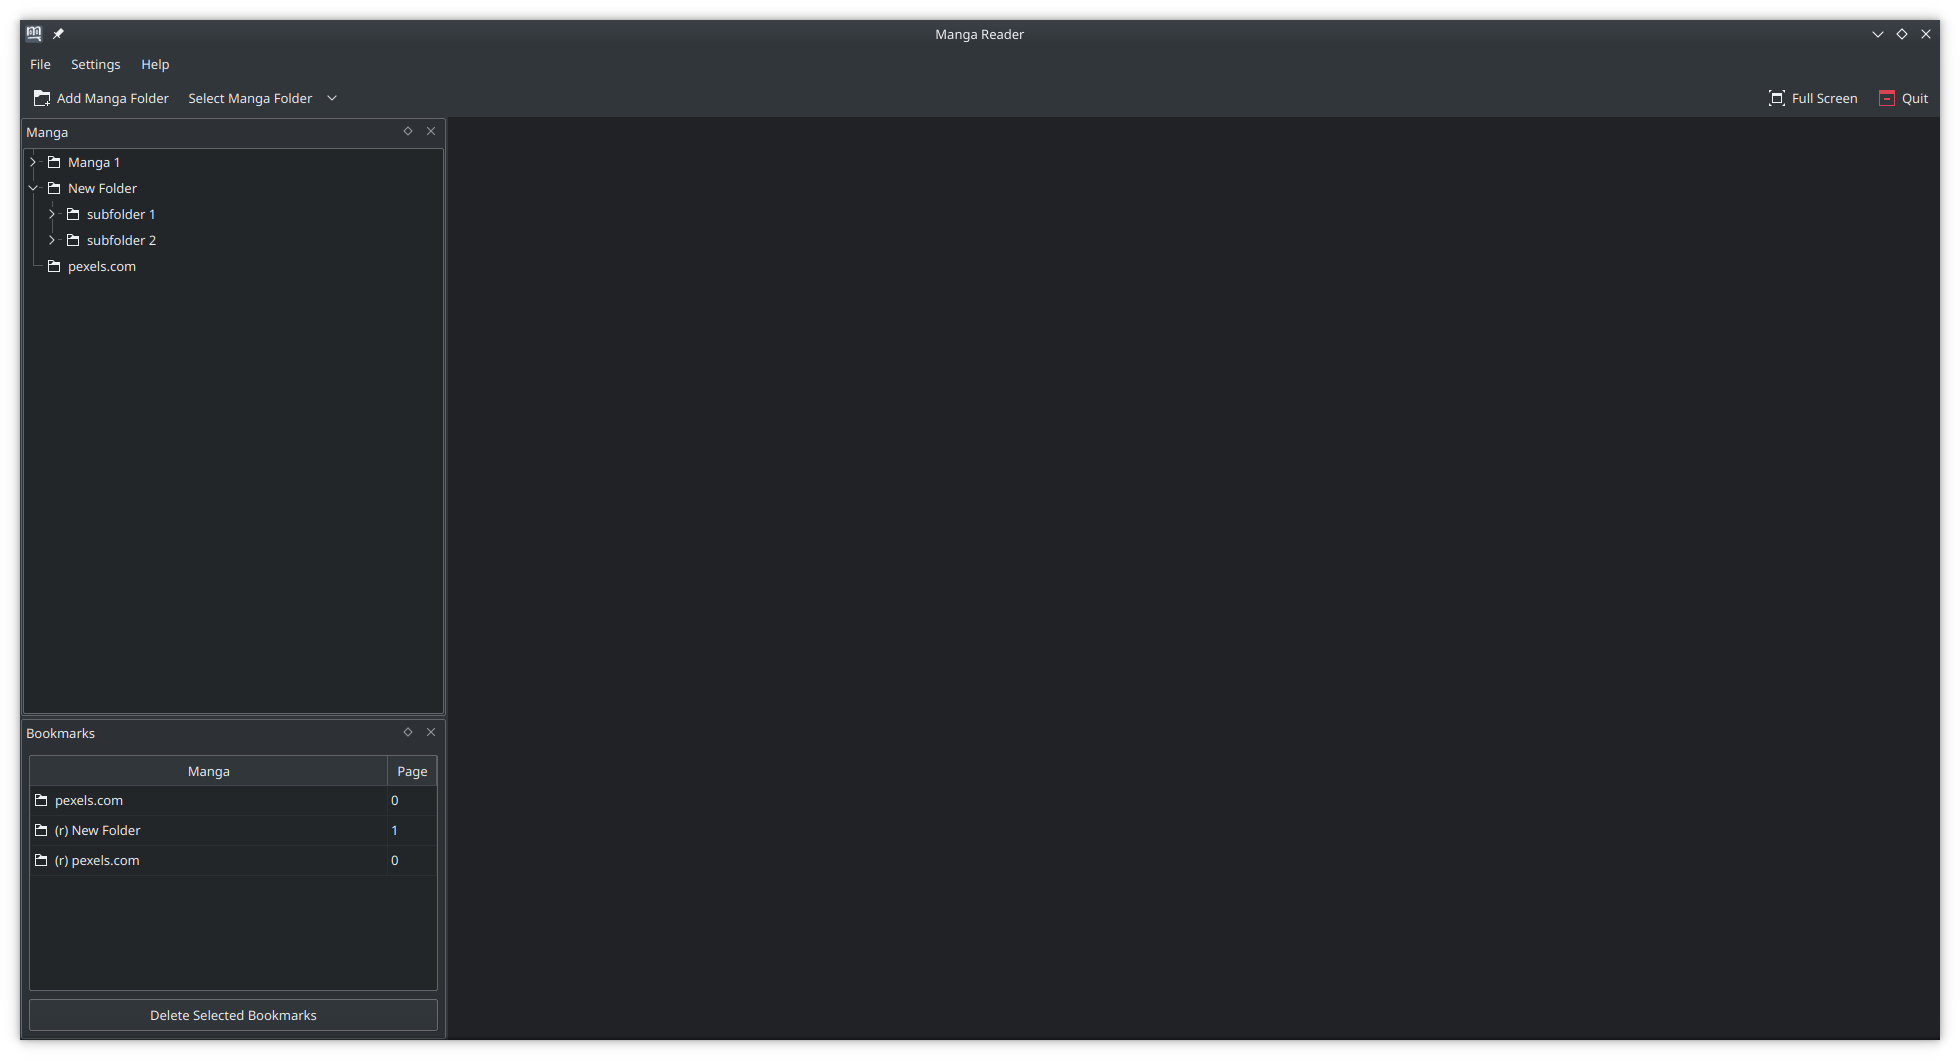 Manga Reader
File Settings Help
Add Manga Folder Select Manga Folder Full Screen Quit
Manga
Manga 1
New Folder
subfolder 1
subfolder 2
pexels.com
Bookmarks
Manga Page
pexels.com 0
(r) New Folder 1
(r) pexels.com 0
Delete Selected Bookmarks